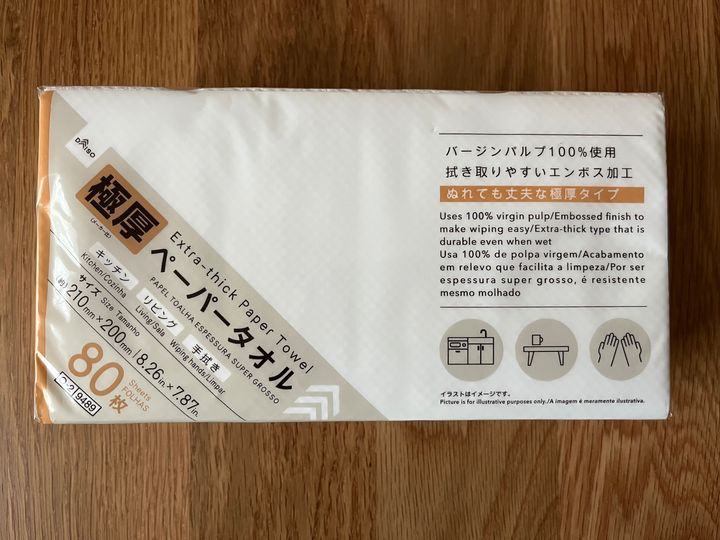 DAISO
極厚
(メーカー比)
Extra-thick Paper Towel
ペーパータオル
PAPEL TOALHA ESPESSURA SUPER GROSSO
キッチン
Kitchen/Cozinha
リビング
Living/Sala
手拭き
Wiping hands/Limpar
サイズ Size Tamanho
(約)210mm×200mm/8.26in.×7.87in.
80枚
Sheets
FOLHAS
D-2 9489
バージンパルプ100%使用
拭き取りやすいエンボス加工
ぬれても丈夫な極厚タイプ
Uses 100% virgin pulp/Embossed finish to
make wiping easy/Extra-thick type that is
durable even when wet
Usa 100% de polpa virgem/Acabamento
em relevo que facilita a limpeza/Por ser
espessura super grosso, é resistente
mesmo molhado
イラストはイメージです。
Picture is for illustrative purposes only./A imagem é meramente ilustrativa.